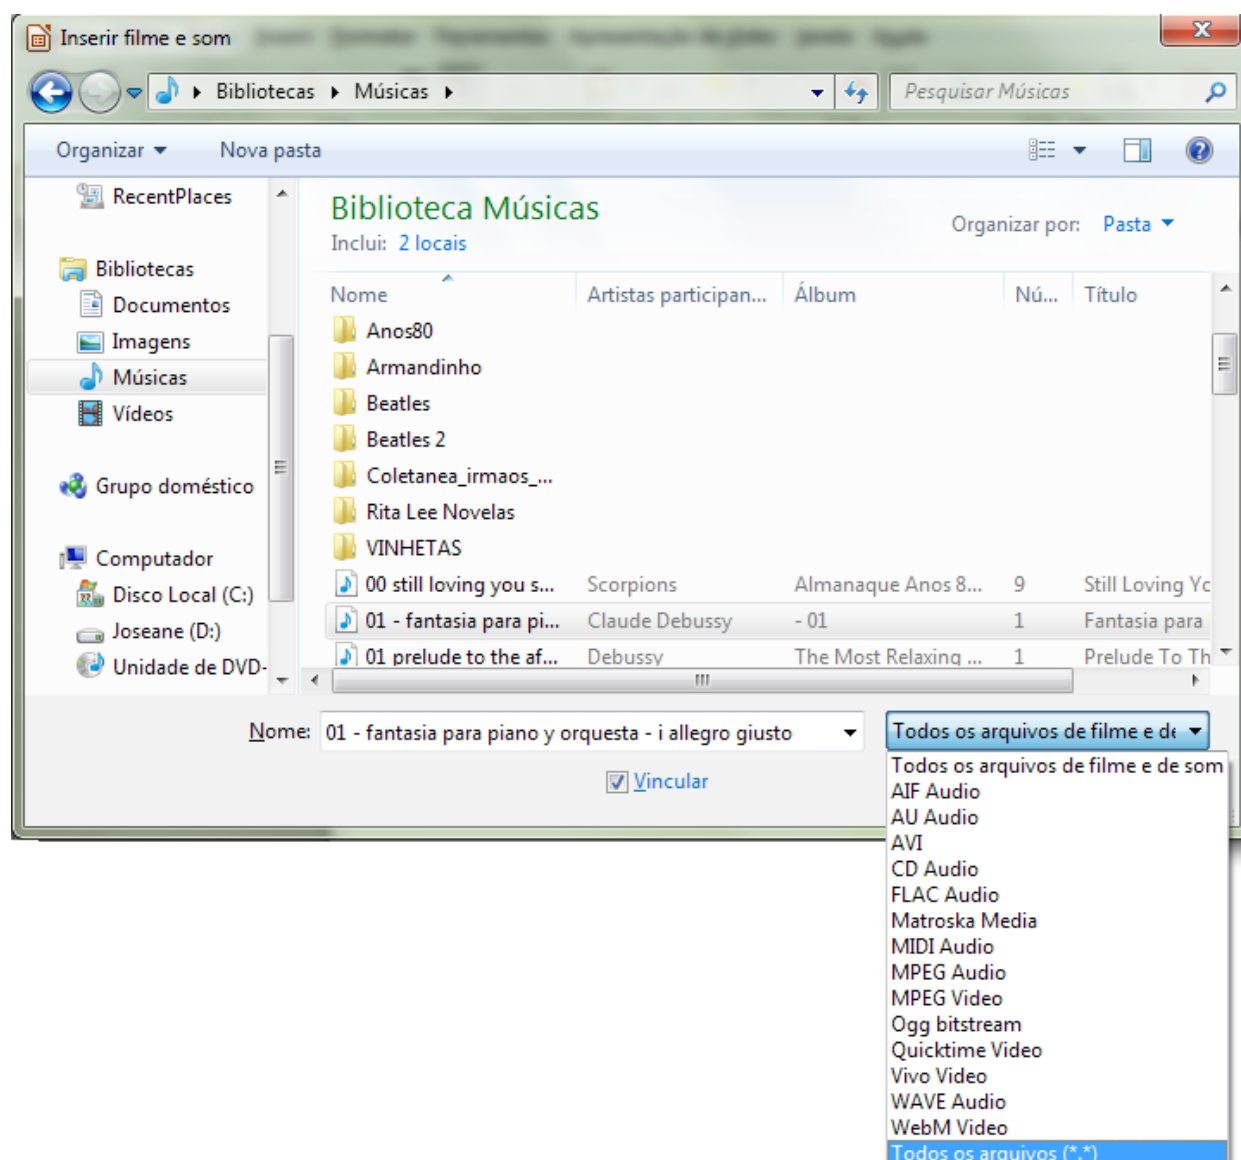 Inserir filme e som
Bibliotecas Músicas
Pesquisar Músicas
Organizar Nova pasta
RecentPlaces
Bibliotecas
Documentos
Imagens
Músicas
Vídeos
Grupo doméstico
Computador
Disco Local (C:)
Joseane (D:)
Unidade de DVD-
Biblioteca Músicas
Inclui: 2 locais
Organizar por: Pasta
Nome Artistas participan... Álbum Nú... Título
Anos80
Armandinho
Beatles
Beatles 2
Coletanea_irmaos_...
Rita Lee Novelas
VINHETAS
00 still loving you s... Scorpions Almanaque Anos 8... 9 Still Loving Yo
01 - fantasia para pi... Claude Debussy - 01 1 Fantasia para
01 prelude to the af... Debussy The Most Relaxing ... 1 Prelude To Th
Nome: 01 - fantasia para piano y orquesta - i allegro giusto
Todos os arquivos de filme e de
Vincular
Todos os arquivos de filme e de som
AIF Audio
AU Audio
AVI
CD Audio
FLAC Audio
Matroska Media
MIDI Audio
MPEG Audio
MPEG Video
Ogg bitstream
Quicktime Video
Vivo Video
WAVE Audio
WebM Video
Todos os arquivos (*.*)